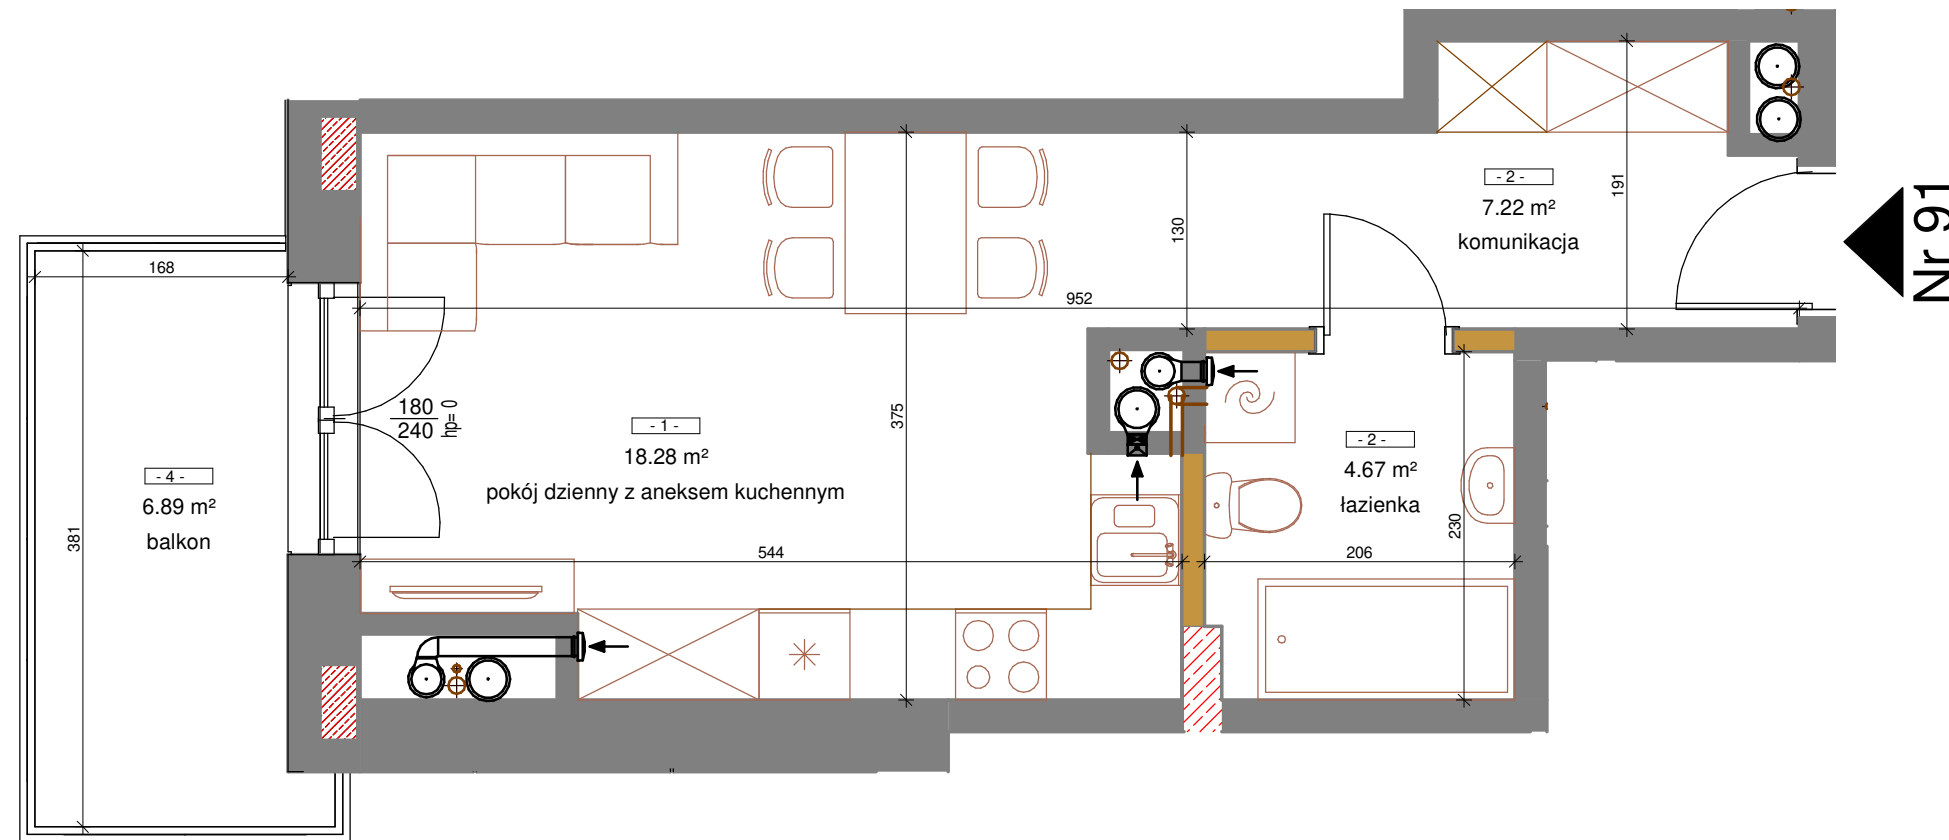 - 2 -
7.22 m²
komunikacja
191
130
Nr 91
168
952
180
240
hp= 0
375
- 1 -
18.28 m²
pokój dzienny z aneksem kuchennym
- 2 -
4.67 m²
łazienka
- 4 -
6.89 m²
balkon
381
544
206
230